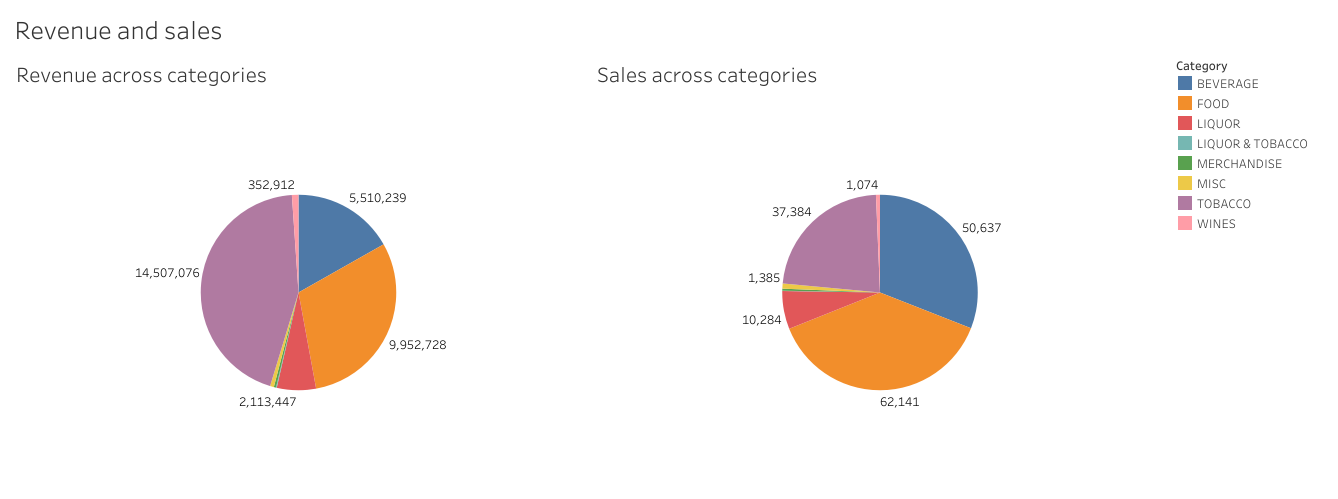 Revenue and sales
Revenue across categories
352,912
5,510,239
14,507,076
9,952,728
2,113,447
Sales across categories
1,074
37,384
50,637
1,385
10,284
62,141
Category
BEVERAGE
FOOD
LIQUOR
LIQUOR & TOBACCO
MERCHANDISE
MISC
TOBACCO
WINES